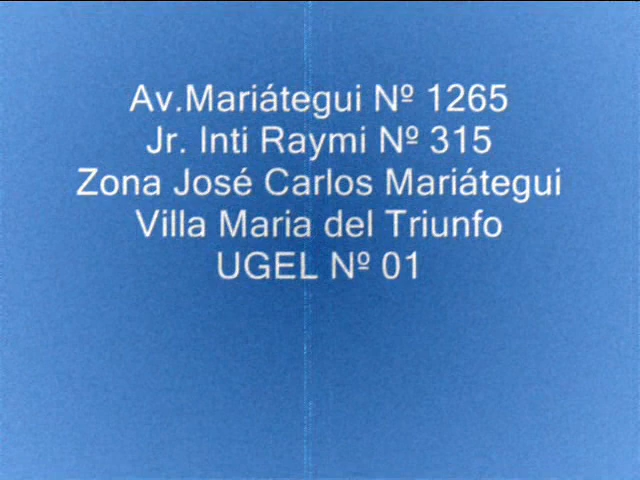 Av.Mariátegui Nº 1265
Jr. Inti Raymi Nº 315
Zona José Carlos Mariátegui
Villa Maria del Triunfo
UGEL Nº 01